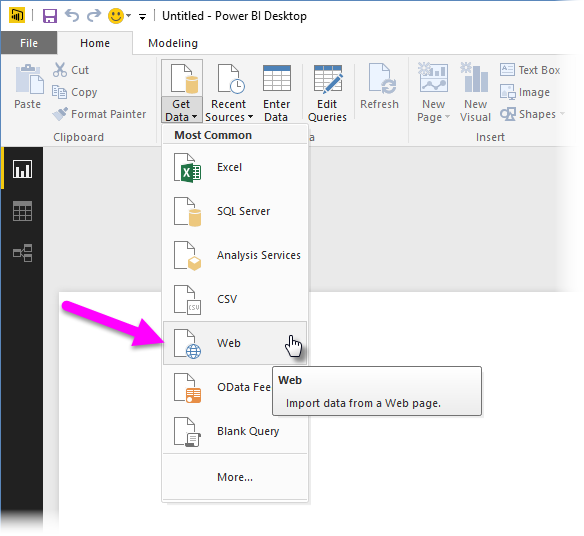 Untitled - Power BI Desktop
File Home Modeling
Paste
Cut
Copy
Format Painter
Clipboard
Get
Data
Recent
Sources
Enter
Data
Edit
Queries
Refresh
New
Page
New
Visual
Text Box
Image
Shapes
Insert
a
Most Common
Excel
SQL Server
Analysis Services
CSV
Web
OData Fee
Blank Query
More...
Web
Import data from a Web page.